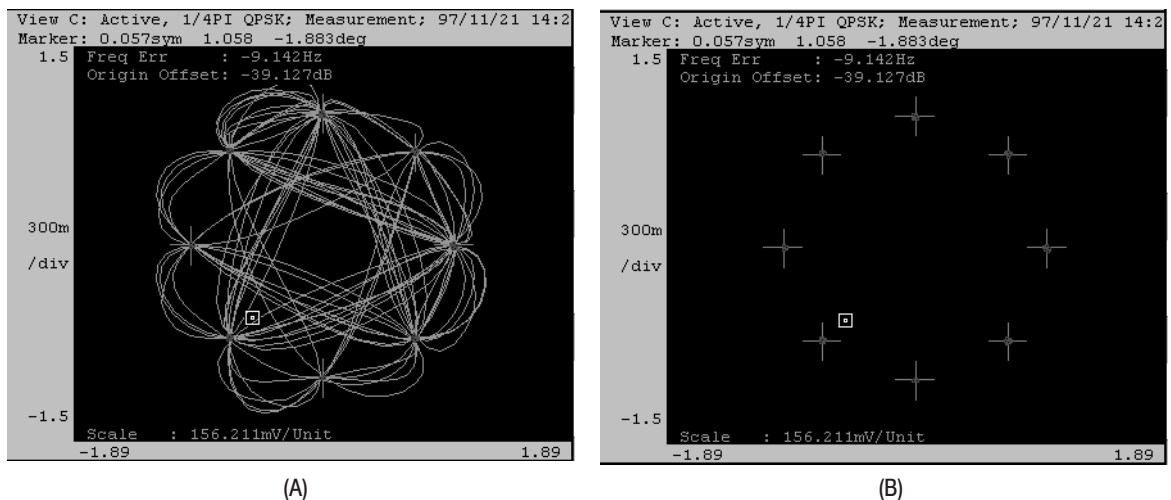 View C: Active, 1/4PI QPSK; Measurement; 97/11/21 14:2
Marker: 0.057sym 1.058 -1.883deg
1.5
Freq Err : -9.142Hz
Origin Offset: -39.127dB
300m
/div
-1.5
Scale : 156.211mV/Unit
-1.89 1.89
(A)
View C: Active, 1/4PI QPSK; Measurement; 97/11/21 14:2
Marker: 0.057sym 1.058 -1.883deg
1.5
Freq Err : -9.142Hz
Origin Offset: -39.127dB
300m
/div
-1.5
Scale : 156.211mV/Unit
-1.89 1.89
(B)